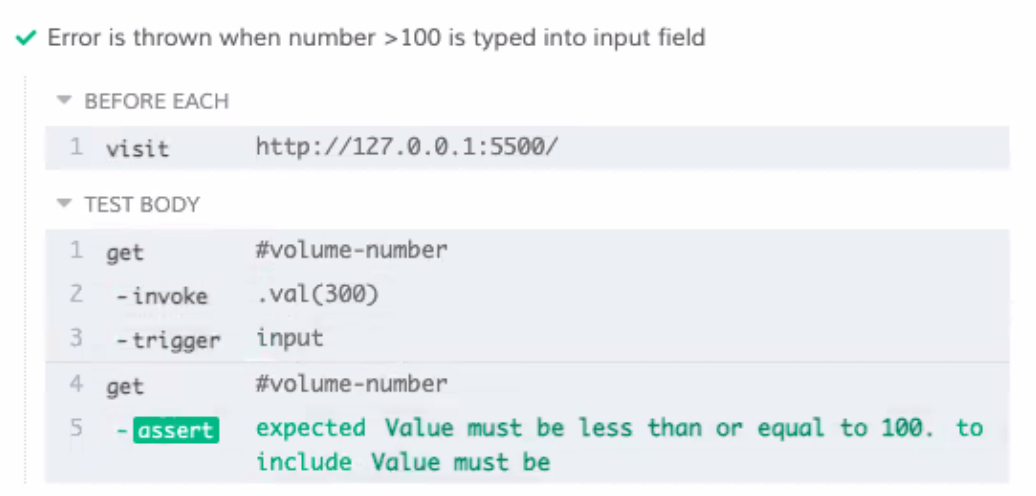 Error is thrown when number >100 is typed into input field
BEFORE EACH
1 visit http://127.0.0.1:5500/
TEST BODY
1 get #volume-number
2 -invoke .val(300)
3 -trigger input
4 get #volume-number
5 -assert expected Value must be less than or equal to 100. to
include Value must be